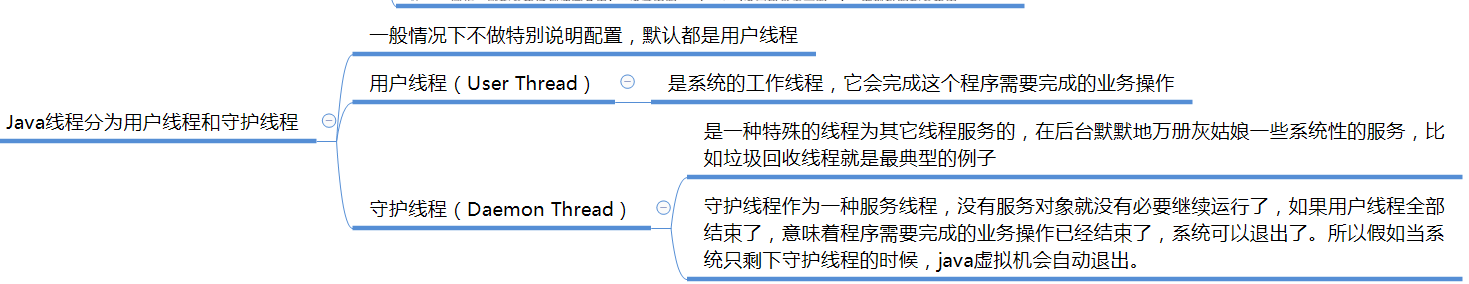 一般情况下不做特别说明配置，默认都是用户线程
用户线程（User Thread）
是系统的工作线程，它会完成这个程序需要完成的业务操作
Java线程分为用户线程和守护线程
是一种特殊的线程为其它线程服务的，在后台默默地万册灰姑娘一些系统性的服务，比
如垃圾回收线程就是最典型的例子
守护线程（Daemon Thread）
守护线程作为一种服务线程，没有服务对象就没有必要继续运行了，如果用户线程全部
结束了，意味着程序需要完成的业务操作已经结束了，系统可以退出了。所以假如当系
统只剩下守护线程的时候，java虚拟机会自动退出。